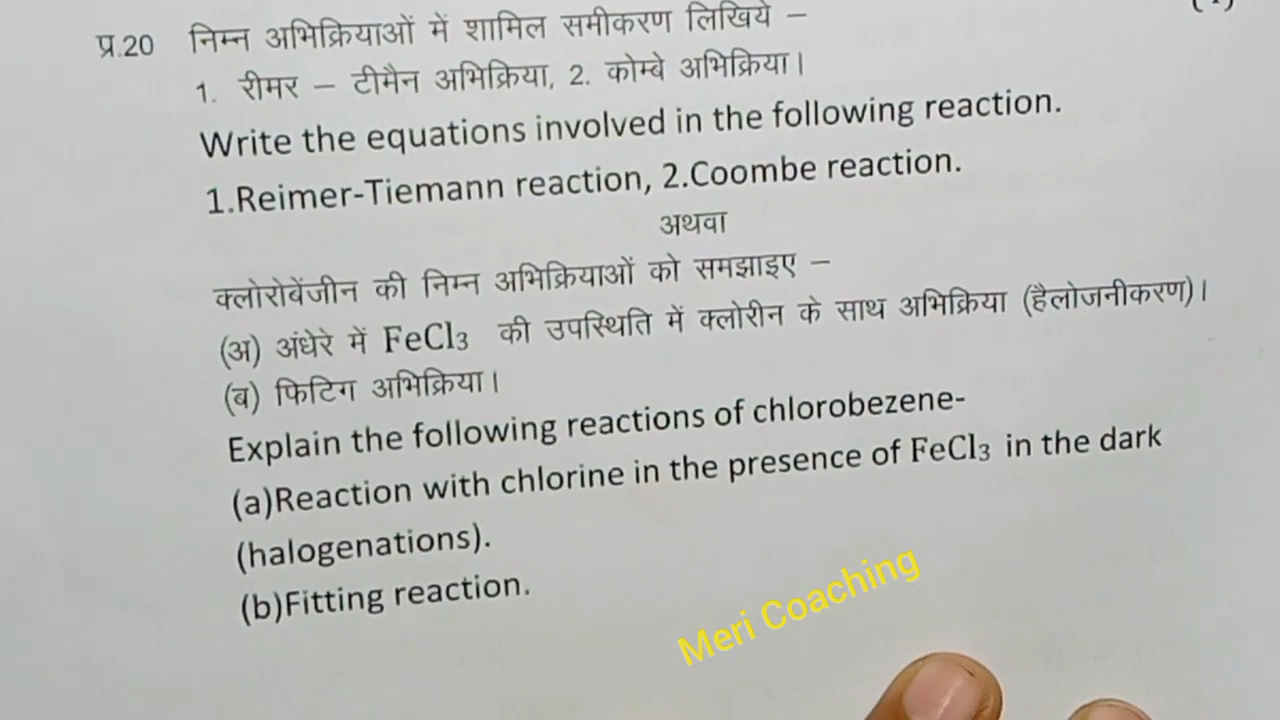 प्र.20 निम्न अभिक्रियाओं में शामिल समीकरण लिखिये –
1. रीमर – टीमैन अभिक्रिया, 2. कोम्बे अभिक्रिया।
Write the equations involved in the following reaction.
1.Reimer-Tiemann reaction, 2.Coombe reaction.
अथवा
क्लोरोबेंजीन की निम्न अभिक्रियाओं को समझाइए –
(अ) अंधेरे में FeCl₃ की उपस्थिति में क्लोरीन के साथ अभिक्रिया (हैलोजनीकरण)।
(ब) फिटिग अभिक्रिया।
Explain the following reactions of chlorobezene-
(a)Reaction with chlorine in the presence of FeCl₃ in the dark
(halogenations).
(b)Fitting reaction.
Meri Coaching